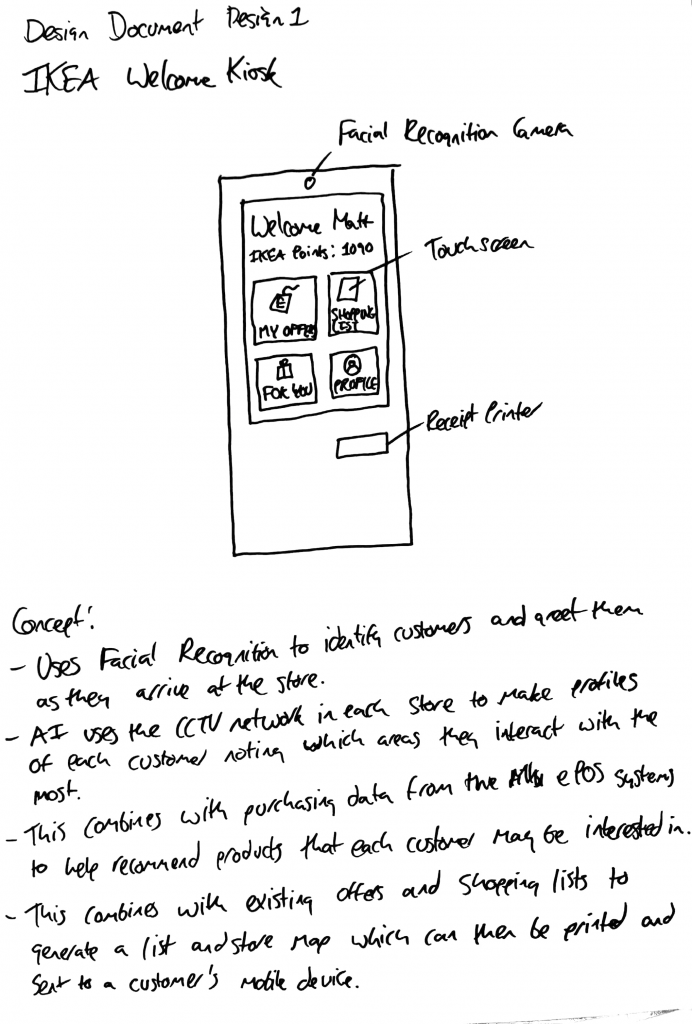 Design Document Design 1
IKEA Welcome Kiosk
Facial Recognition Camera
Welcome Matt
IKEA Points: 1090
Touchscreen
MY OFFERS
SHOPPING
LIST
FOR YOU
PROFILE
Receipt Printer
Concept:
- Uses Facial Recognition to identify customers and greet them
as they arrive at the store.
- AI uses the CCTV network in each store to make profiles
of each customer noting which areas they interact with the
most.
- This combines with purchasing data from the ePOS systems
to help recommend products that each customer may be interested in.
- This combines with existing offers and shopping lists to
generate a list and store map which can then be printed and
sent to a customer's mobile device.